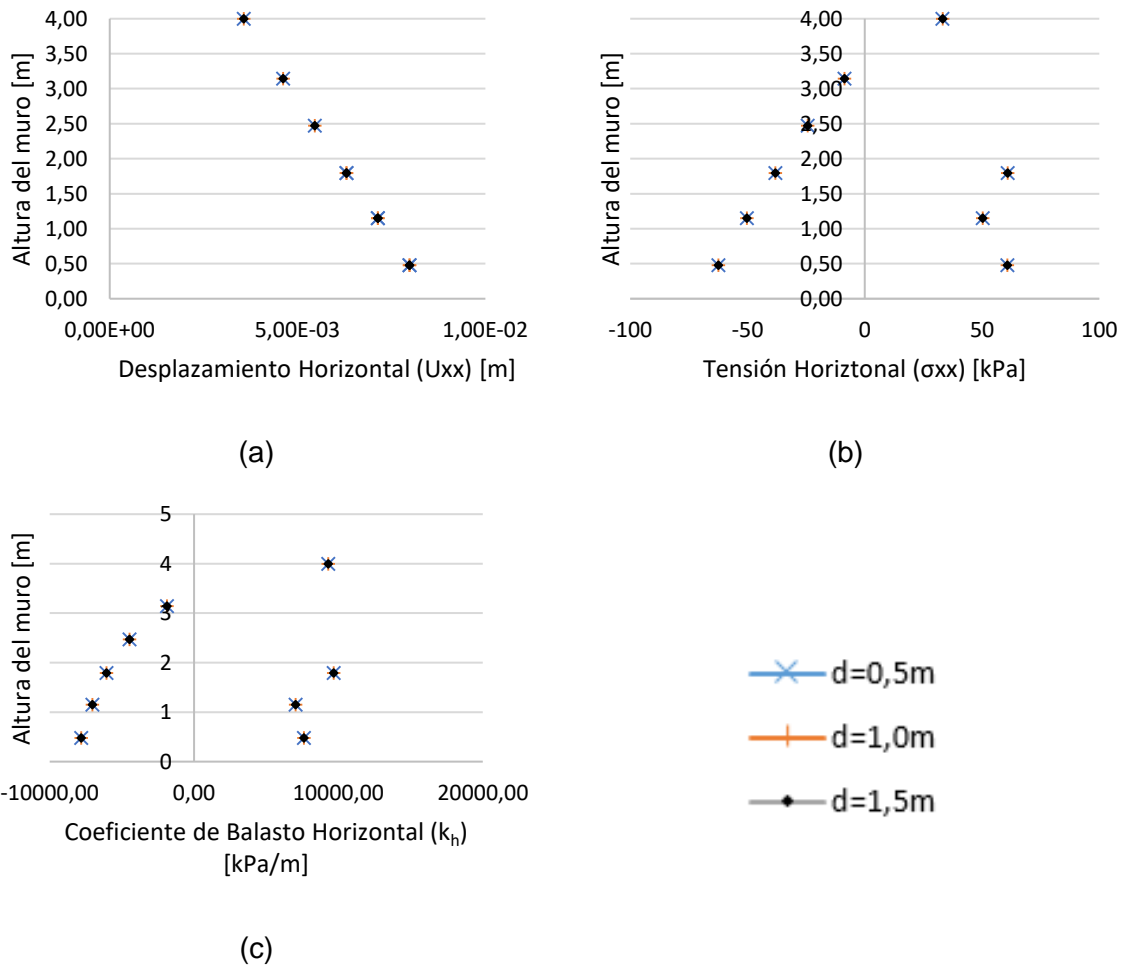 4,00
3,50
3,00
2,50
2,00
1,50
1,00
0,50
0,00
Altura del muro [m]
0,00E+00 5,00E-03 1,00E-02
Desplazamiento Horizontal (Uxx) [m]
(a)
4,00
3,50
3,00
2,50
2,00
1,50
1,00
0,50
0,00
Altura del muro [m]
-100 -50 0 50 100
Tensión Horiztonal (σxx) [kPa]
(b)
5
4
3
2
1
0
Altura del muro [m]
-10000,00 0,00 10000,00 20000,00
Coeficiente de Balasto Horizontal (kh)
[kPa/m]
(c)
d=0,5m
d=1,0m
d=1,5m